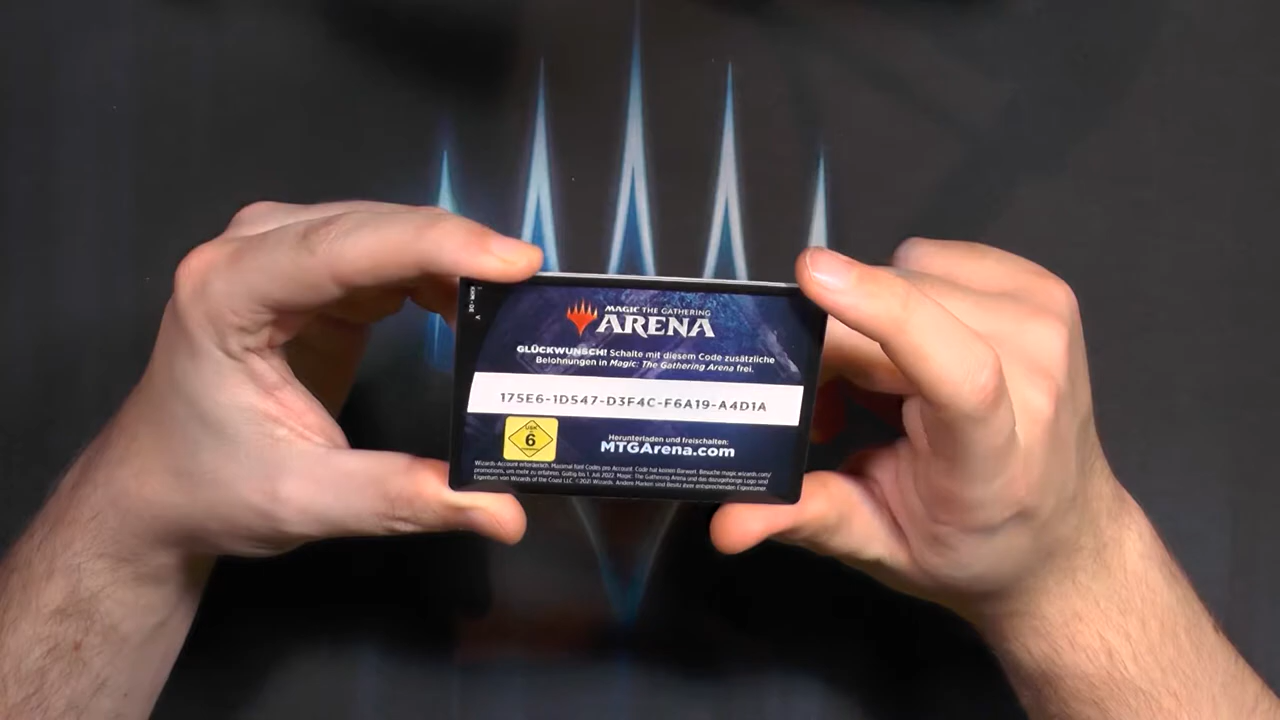 MAGIC THE GATHERING
ARENA
GLÜCKWUNSCH! Schalte mit diesem Code zusätzliche
Belohnungen in Magic: The Gathering Arena frei.
175E6-1D547-D3F4C-F6A19-A4D1A
USK
6
Herunterladen und freischalten:
MTGArena.com
Wizards-Account erforderlich. Maximal fünf Codes pro Account. Code hat keinen Barwert. Besuche magic.wizards.com/
promotions, um mehr zu erfahren. Gültig bis 1. Juli 2022. Magic: The Gathering Arena und das dazugehörige Logo sind
Eigentum von Wizards of the Coast LLC. ©2021 Wizards. Andere Marken sind Besitz ihrer entsprechenden Eigentümer.